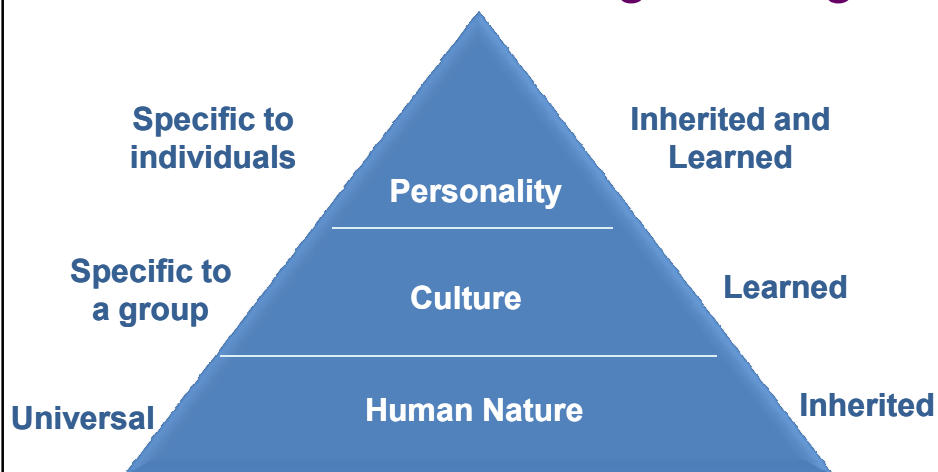 Specific to
individuals
Inherited and
Learned
Personality
Specific to
a group
Culture
Learned
Universal
Human Nature
Inherited